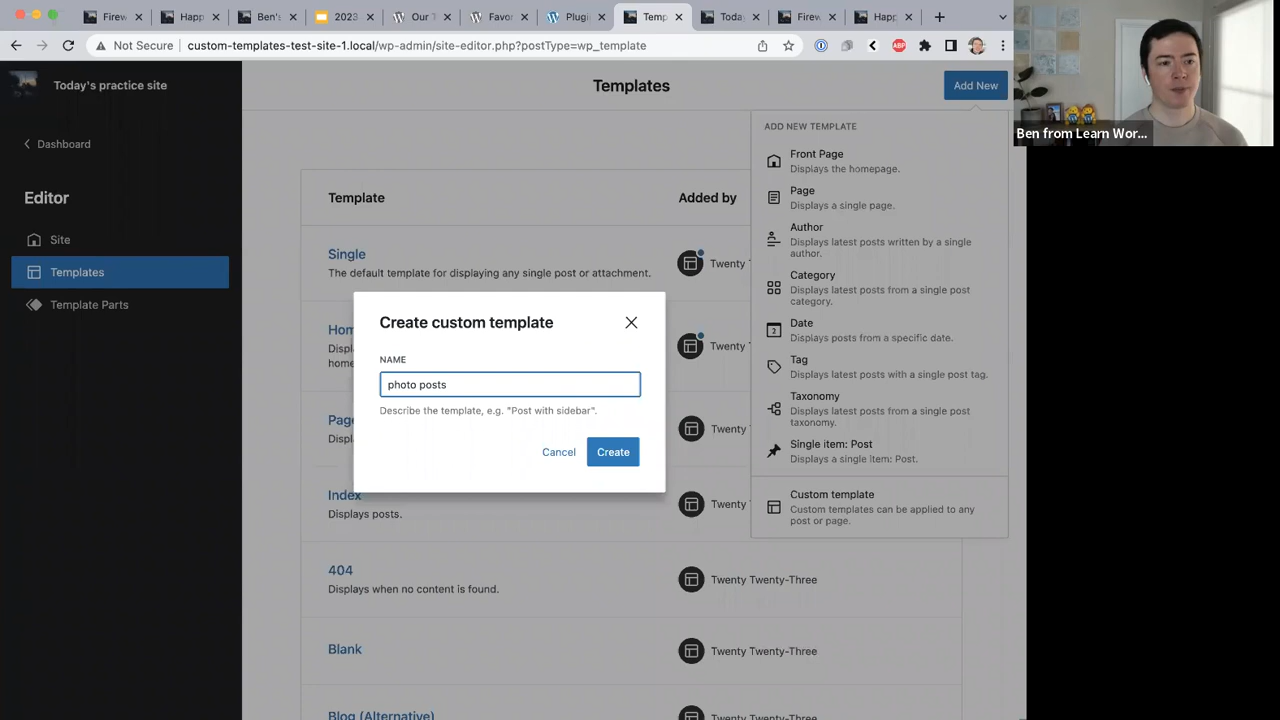 Firew
Happ
Ben's
2023
Our T
Favor
Plugi
Temp
Today
Firew
Happ
Not Secure
custom-templates-test-site-1.local/wp-admin/site-editor.php?postType=wp_template
ABP
Today's practice site
Templates
Add New
Ben from Learn Wor...
Dashboard
Editor
Site
Templates
Template Parts
ADD NEW TEMPLATE
Front Page
Displays the homepage.
Page
Displays a single page.
Author
Displays latest posts written by a single
author.
Category
Displays latest posts from a single post
category.
Date
Displays posts from a specific date.
Tag
Displays latest posts with a single post tag.
Taxonomy
Displays latest posts from a single post
taxonomy.
Single item: Post
Displays a single item: Post.
Custom template
Custom templates can be applied to any
post or page.
Template
Added by
Single
The default template for displaying any single post or attachment.
Twenty
Hom
Displ
home
Twenty T
Page
Displ
Twenty
Index
Displays posts.
Twenty
404
Displays when no content is found.
Twenty Twenty-Three
Blank
Twenty Twenty-Three
Blog (Alternative)
Twenty Twenty-Three
Create custom template
NAME
photo posts
Describe the template, e.g. "Post with sidebar".
Cancel
Create